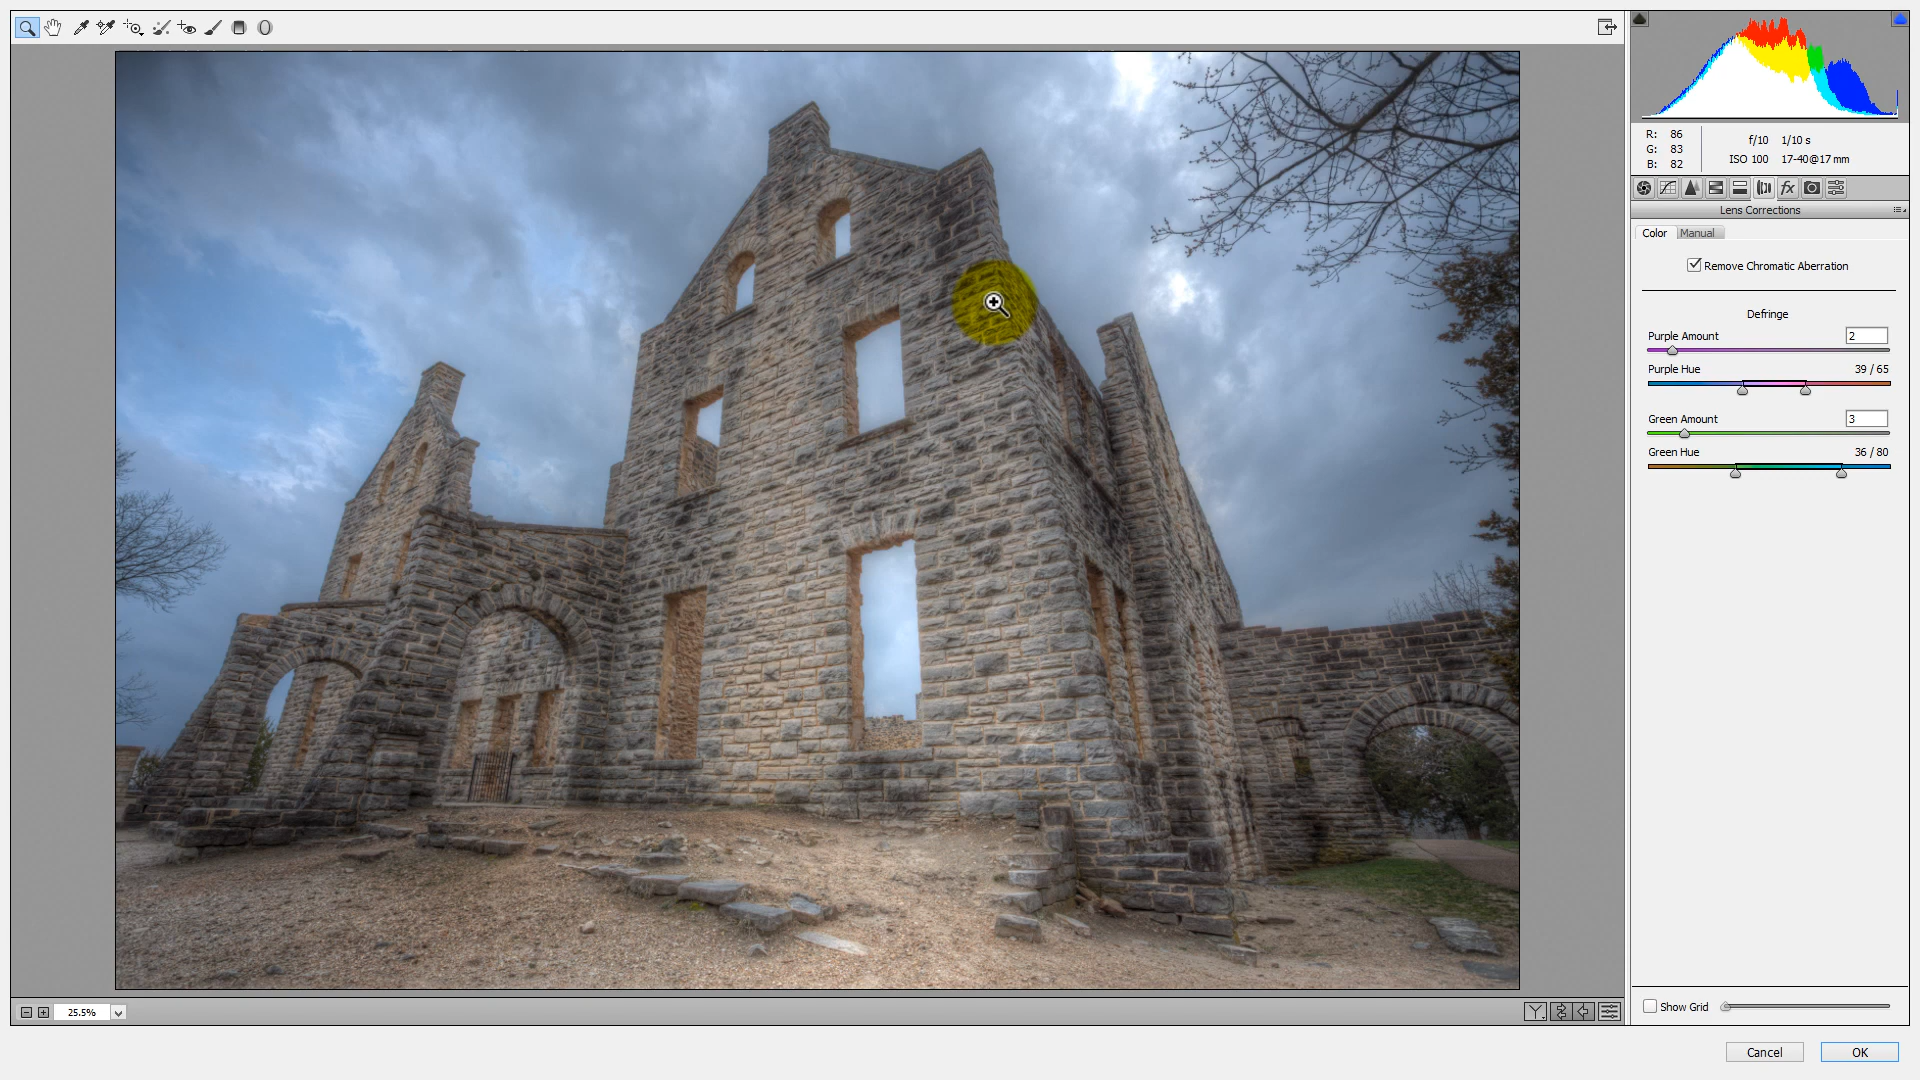 R: 86
G: 83
B: 82
f/10 1/10 s
ISO 100 17-40@17 mm
fx
Lens Corrections
Color Manual
Remove Chromatic Aberration
Defringe
Purple Amount 2
Purple Hue 39 / 65
Green Amount 3
Green Hue 36 / 80
25.5%
Y
Show Grid
Cancel OK